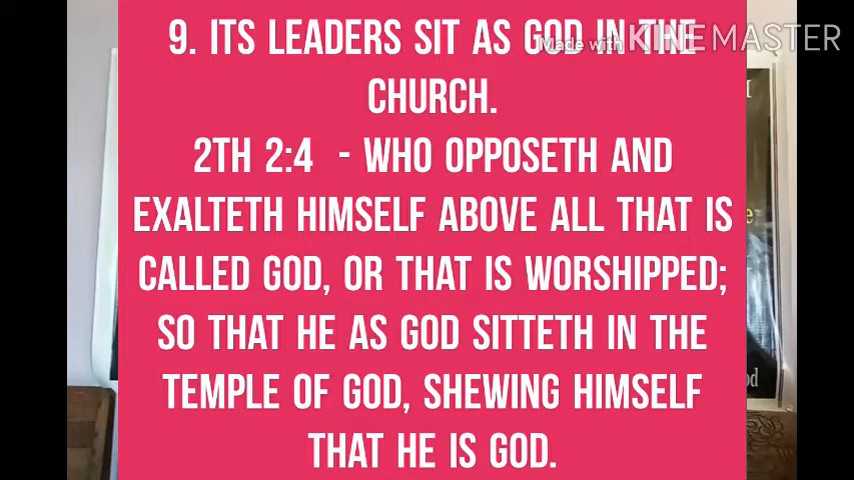 9. ITS LEADERS SIT AS GOD IN THE
Made with KINEMASTER
CHURCH.
2TH 2:4 - WHO OPPOSETH AND
EXALTETH HIMSELF ABOVE ALL THAT IS
CALLED GOD, OR THAT IS WORSHIPPED;
SO THAT HE AS GOD SITTETH IN THE
TEMPLE OF GOD, SHEWING HIMSELF
THAT HE IS GOD.